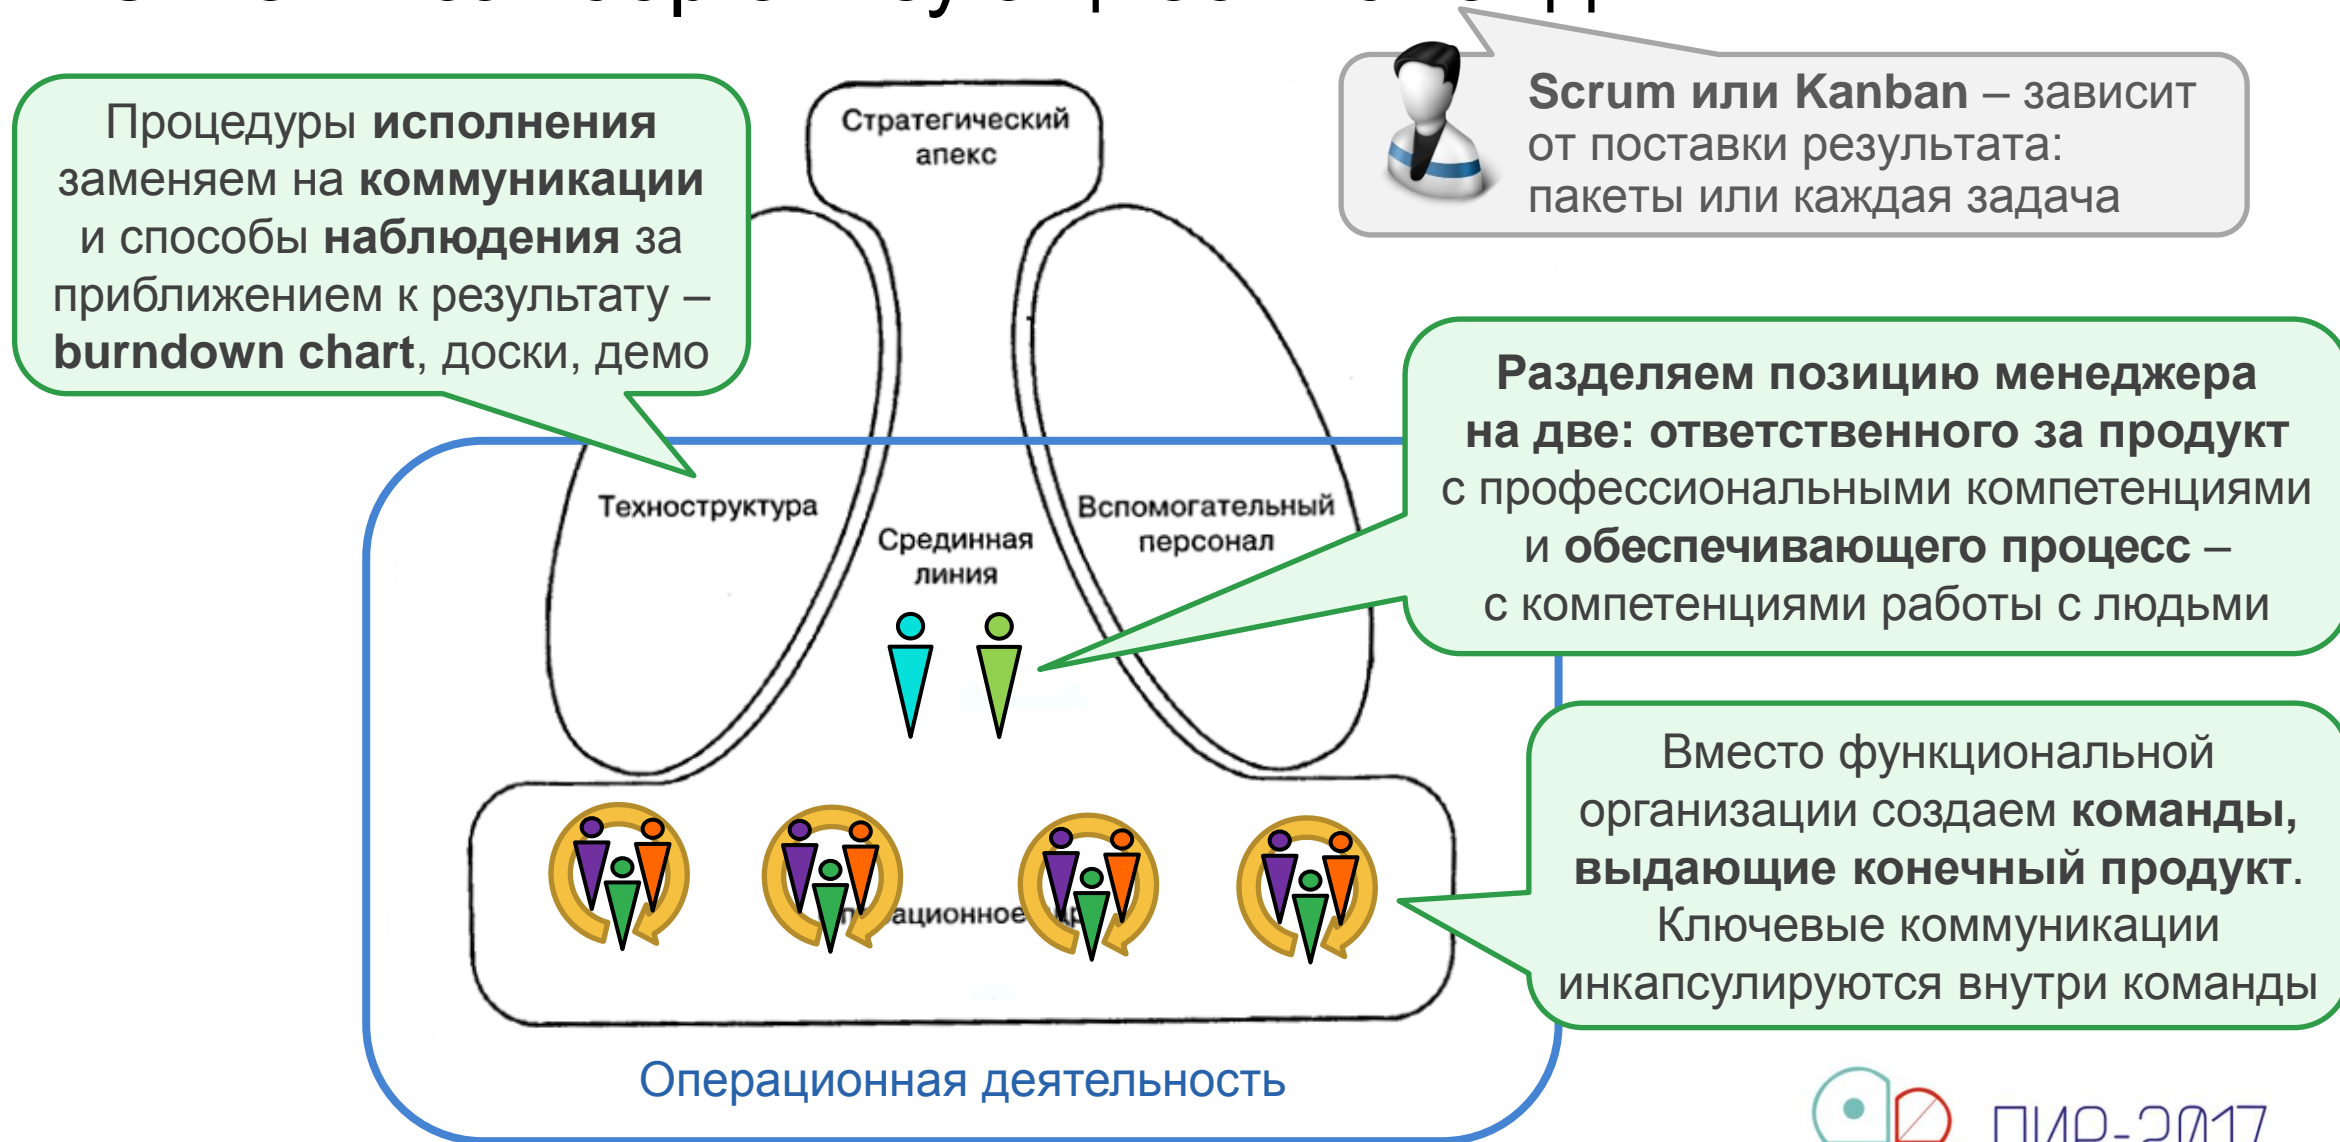 Процедуры исполнения
заменяем на коммуникации
и способы наблюдения за
приближением к результату –
burndown chart, доски, демо
Стратегический
апекс
Scrum или Kanban – зависит
от поставки результата:
пакеты или каждая задача
Разделяем позицию менеджера
на две: ответственного за продукт
с профессиональными компетенциями
и обеспечивающего процесс –
с компетенциями работы с людьми
Техноструктура
Срединная
линия
Вспомогательный
персонал
Вместо функциональной
организации создаем команды,
выдающие конечный продукт.
Ключевые коммуникации
инкапсулируются внутри команды
Операционная деятельность
ПИР-2017